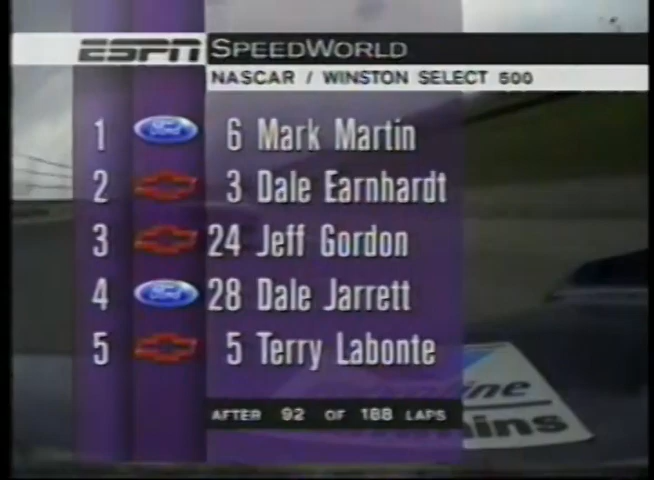 ESPN SPEEDWORLD
NASCAR / WINSTON SELECT 500
1 Ford 6 Mark Martin
2 3 Dale Earnhardt
3 24 Jeff Gordon
4 Ford 28 Dale Jarrett
5 5 Terry Labonte
AFTER 92 OF 188 LAPS